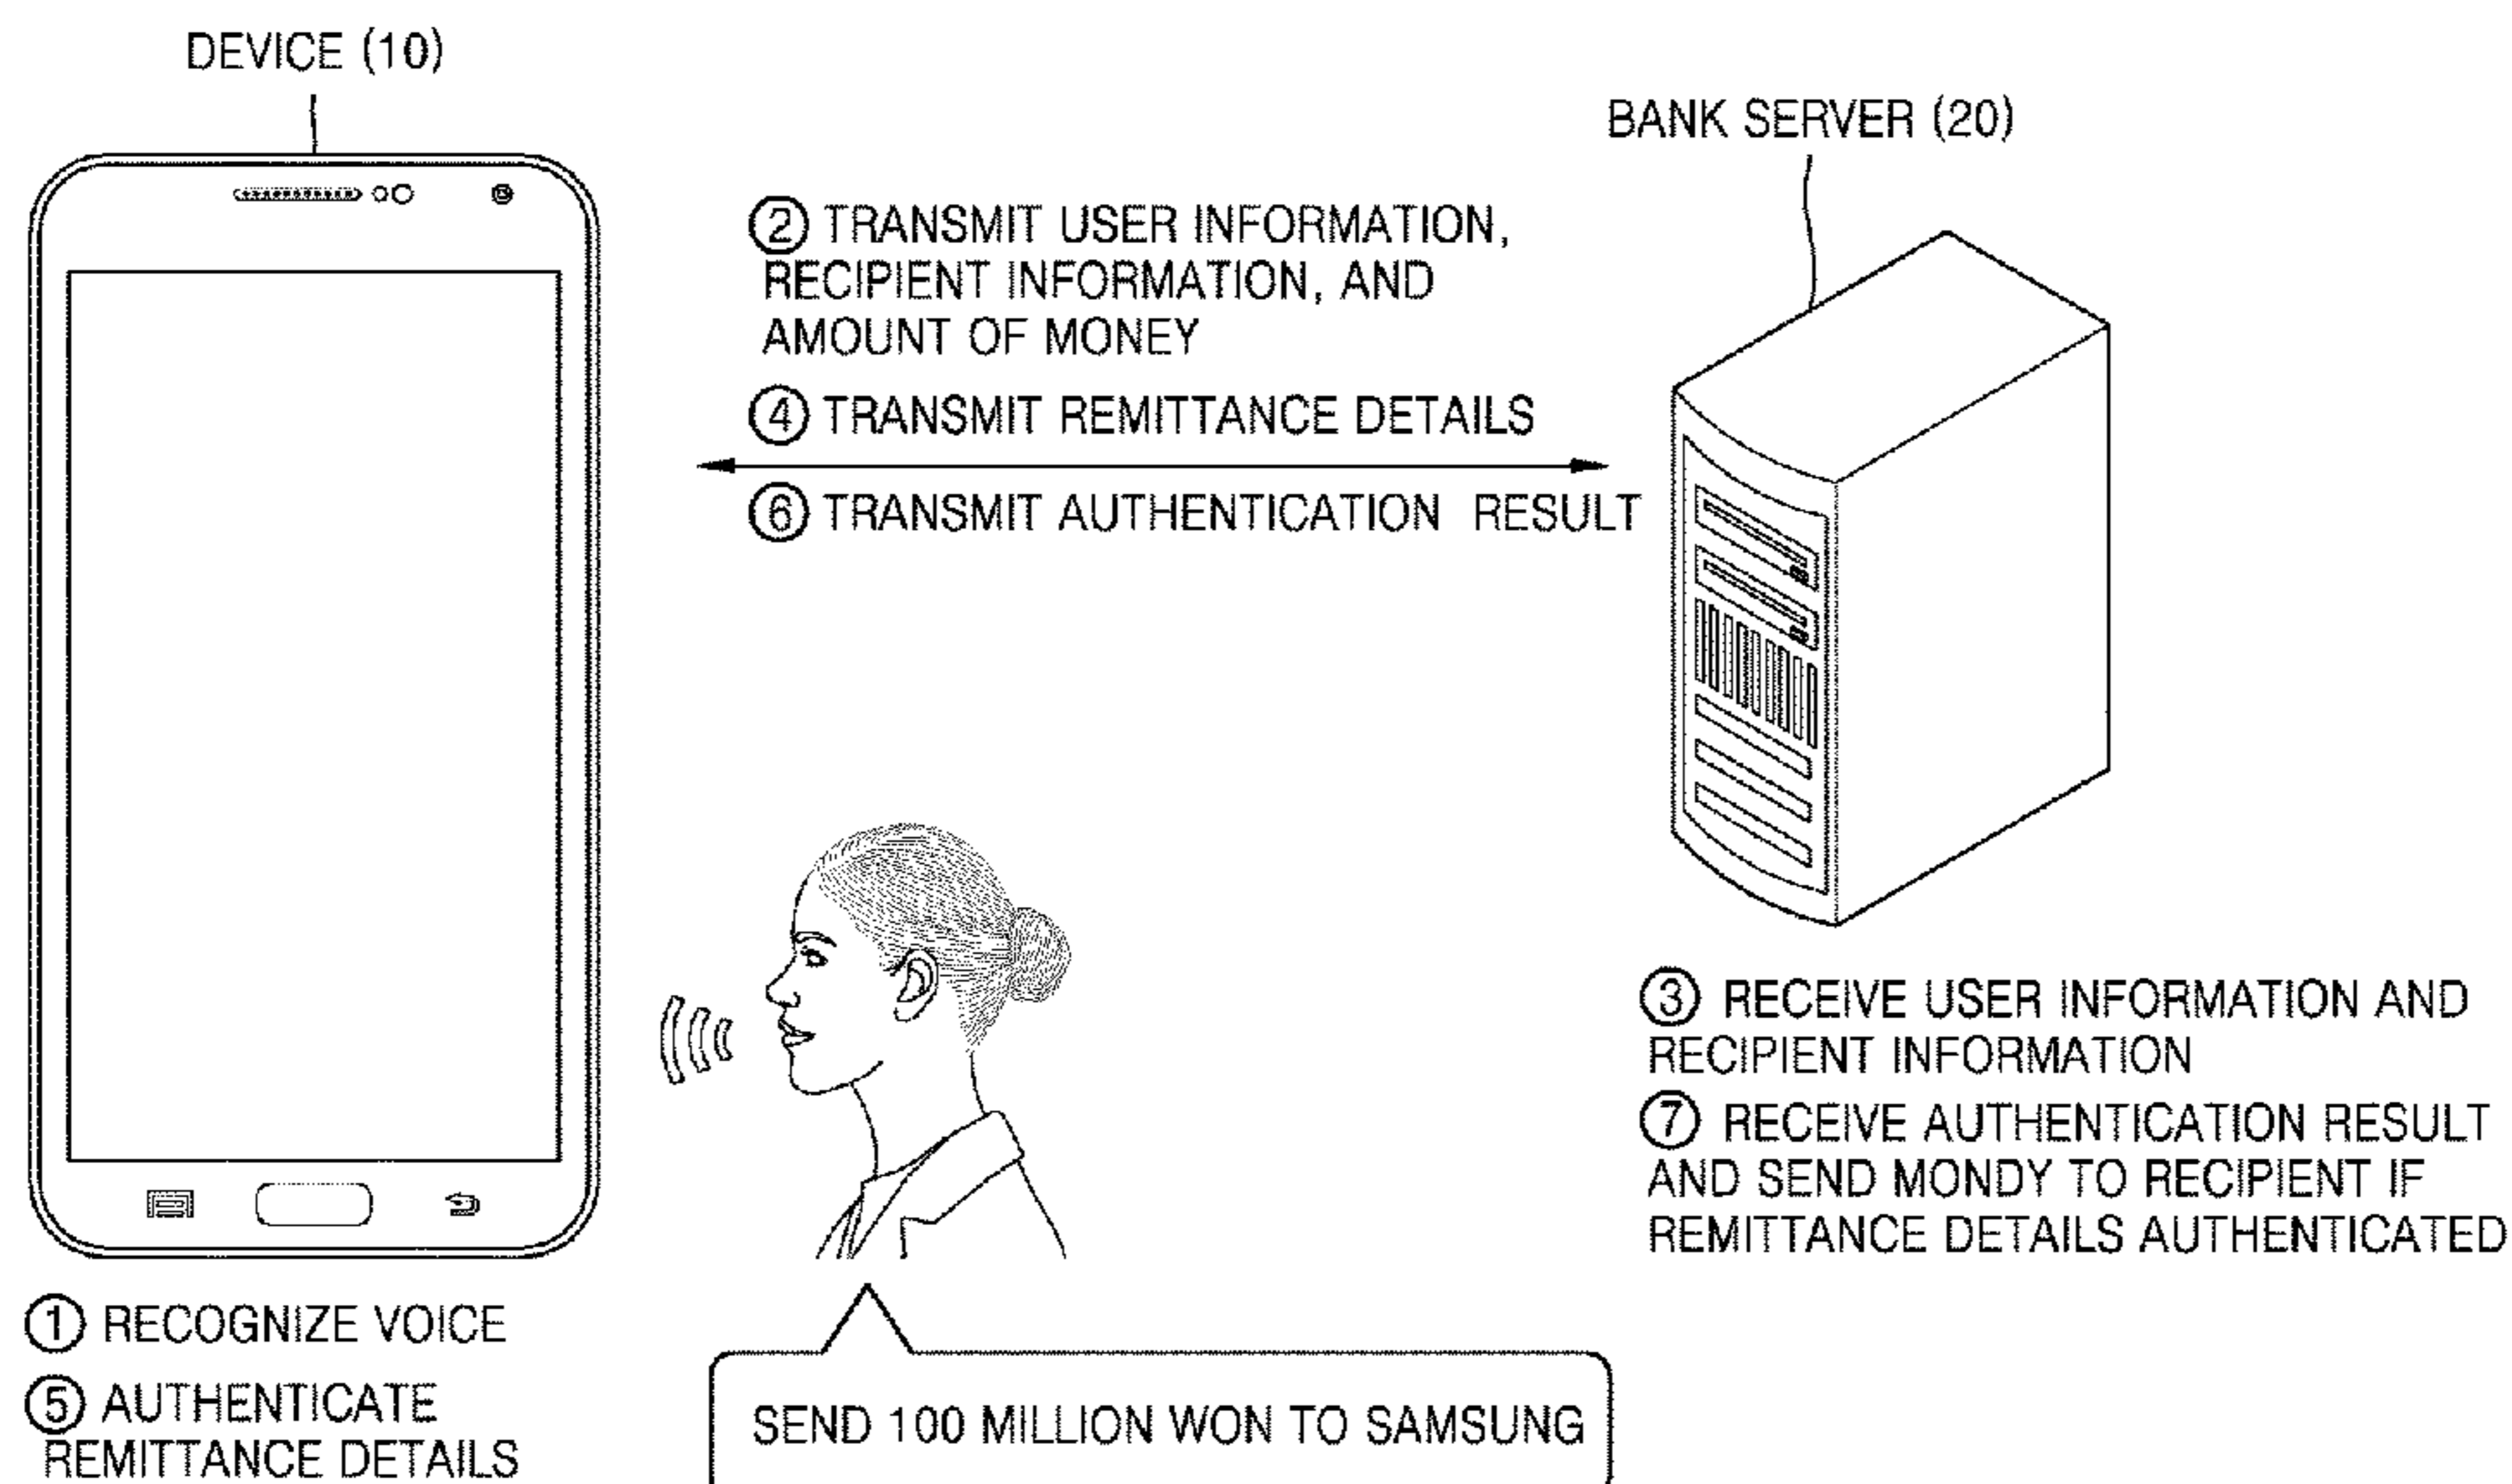 DEVICE (10)
BANK SERVER (20)
② TRANSMIT USER INFORMATION,
RECIPIENT INFORMATION, AND
AMOUNT OF MONEY
④ TRANSMIT REMITTANCE DETAILS
⑥ TRANSMIT AUTHENTICATION RESULT
③ RECEIVE USER INFORMATION AND
RECIPIENT INFORMATION
⑦ RECEIVE AUTHENTICATION RESULT
AND SEND MONDY TO RECIPIENT IF
REMITTANCE DETAILS AUTHENTICATED
① RECOGNIZE VOICE
⑤ AUTHENTICATE
REMITTANCE DETAILS
SEND 100 MILLION WON TO SAMSUNG